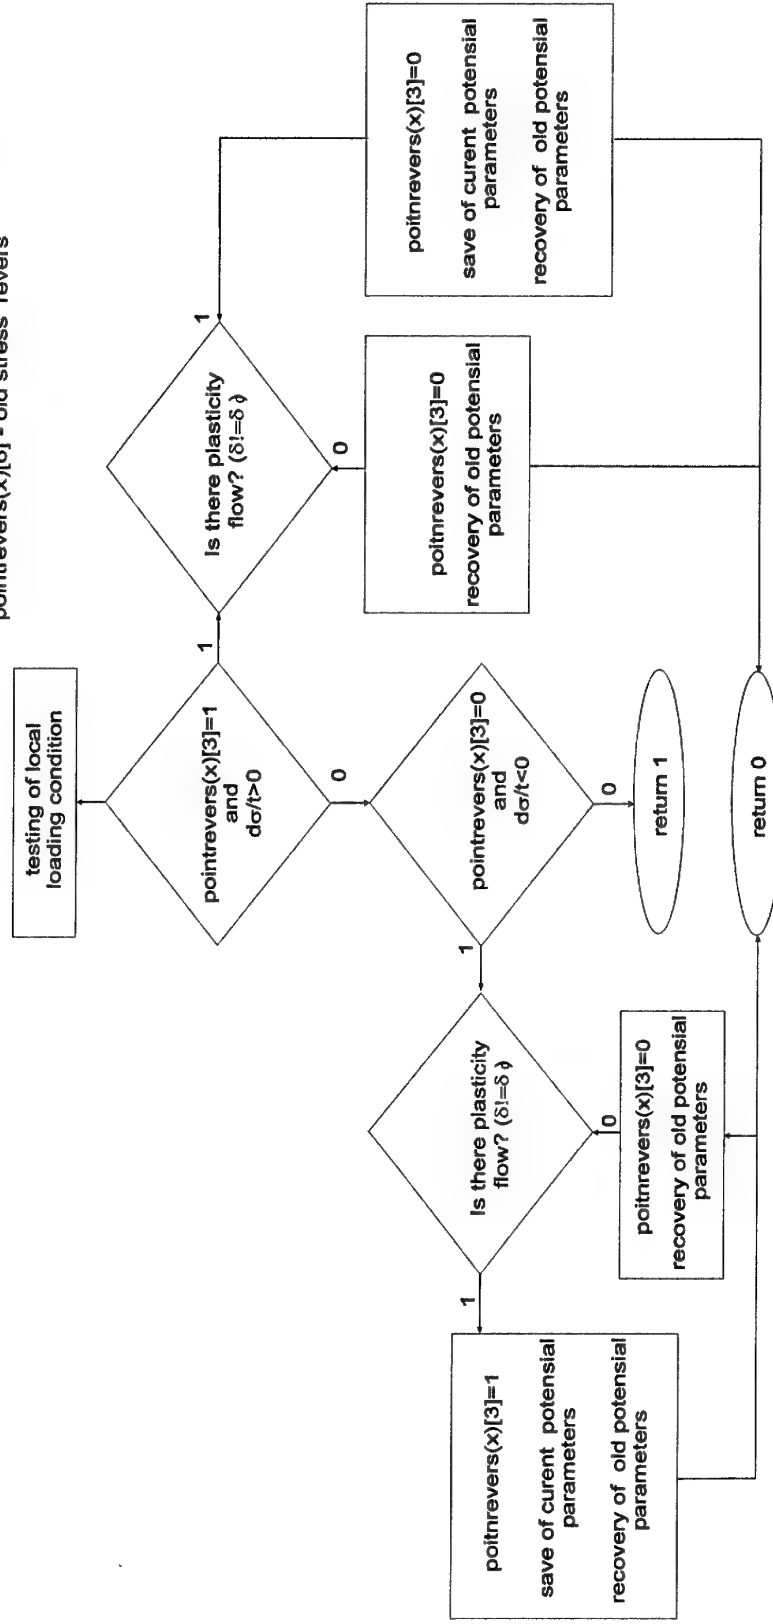 pointrevers(x)[6] - old stress revers
testing of local
loading condition
pointrevers(x)[3]=1
and
dσ/t>0
1
0
Is there plasticity
flow? (δ!=δ ϕ)
1
0
poitnrevers(x)[3]=0
save of curent potensial
parameters
recovery of old potensial
parameters
poitnrevers(x)[3]=0
recovery of old potensial
parameters
pointrevers(x)[3]=0
and
dσ/t<0
1
0
Is there plasticity
flow? (δ!=δ ϕ)
1
0
poitnrevers(x)[3]=1
save of curent potensial
parameters
recovery of old potensial
parameters
poitnrevers(x)[3]=0
recovery of old potensial
parameters
return 1
return 0